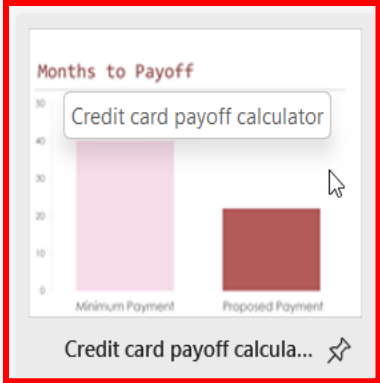 Months to Payoff
50
Credit card payoff calculator
40
30
20
10
0
Minimum Payment
Proposed Payment
Credit card payoff calcula...